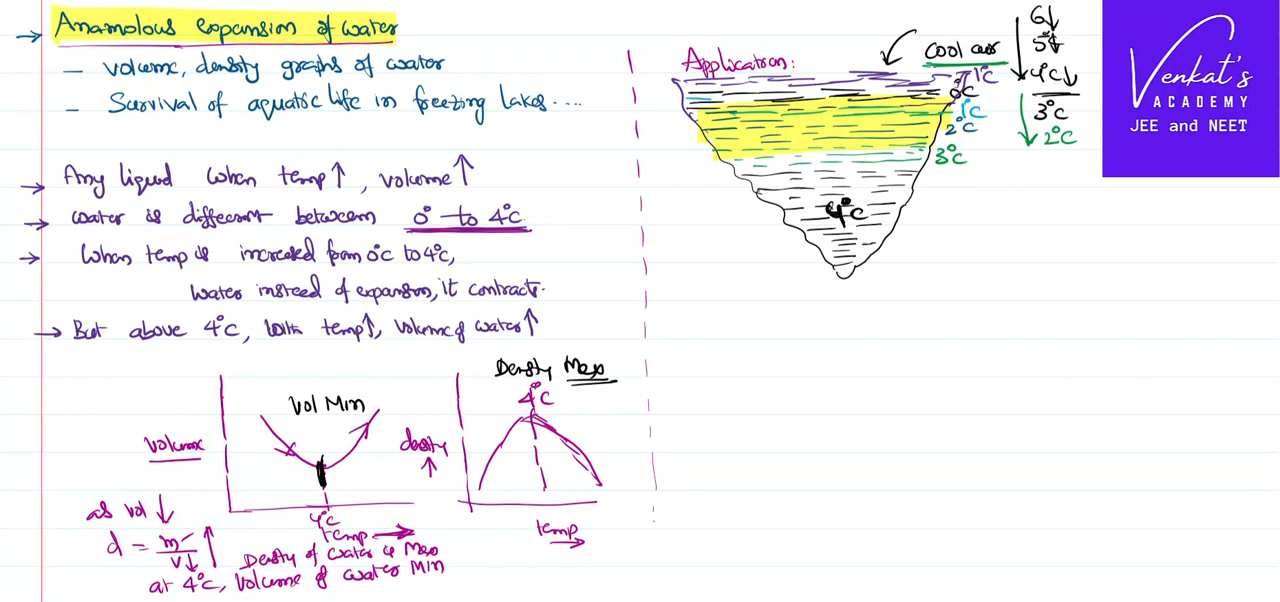 → Anamolous expansion of water
– volume, density graphs of water
– Survival of aquatic life in freezing lakes....
→ Any liquid when temp↑, volume↑
→ water is different between 0° to 4°C
→ When temp is increased from 0°C to 4°C,
water instead of expansion, it contracts.
→ But above 4°C, with temp↑, volume of water↑
Vol Min
volume
4°C
temp →
Density Max
4°C
density ↑
temp →
as vol ↓
d = m/v↓ ↑
Density of water is Max
at 4°C, Volume of water Min
Application:
Cool air
6↓
5°↓
4°C↓
3°C
2°C
-1°C
0°C
1°C
2°C
3°C
4°C
VENKAT'S
ACADEMY
JEE and NEET